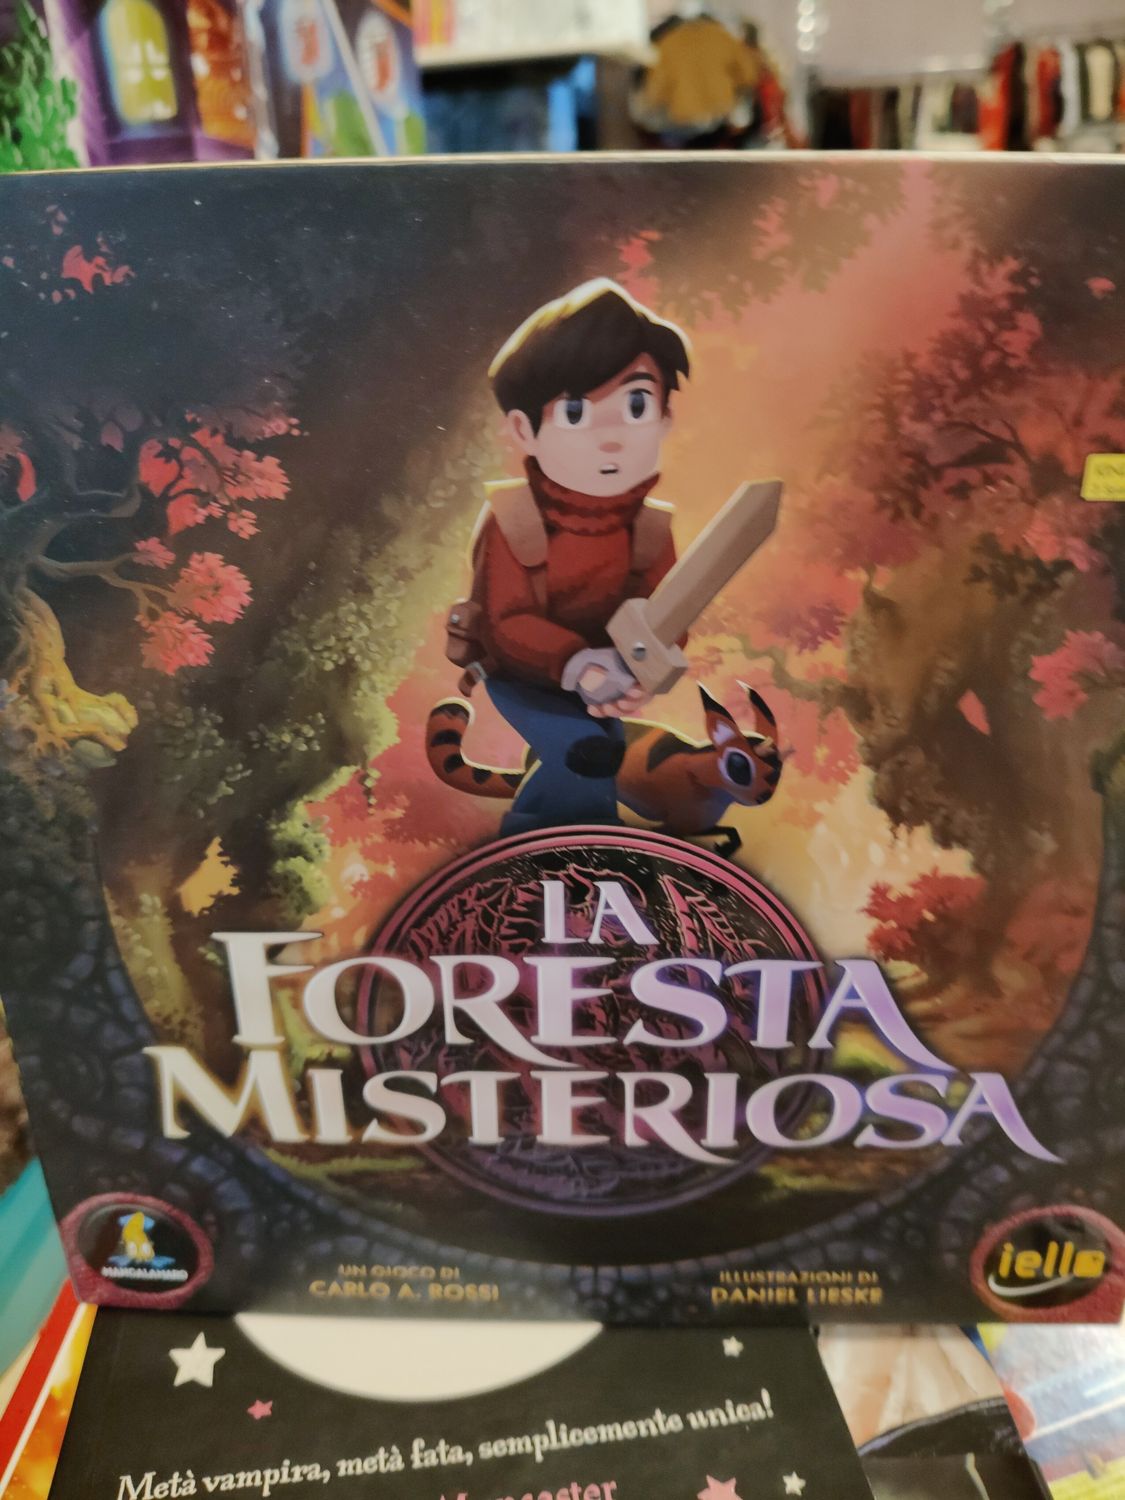 LA
FORESTA
MISTERIOSA
MANCALAMARO
UN GIOCO DI
CARLO A. ROSSI
ILLUSTRAZIONI DI
DANIEL LIESKE
iello
Metà vampira, metà fata, semplicemente unica!